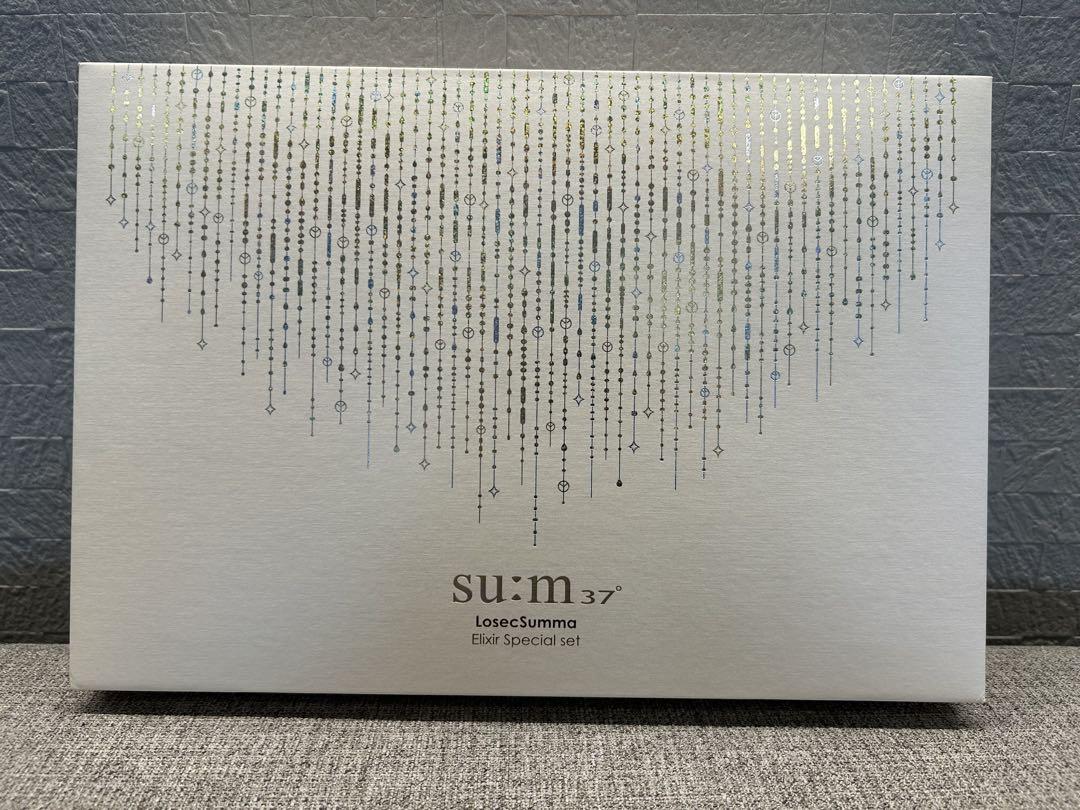 su:m37°
LosecSumma
Elixir Special set